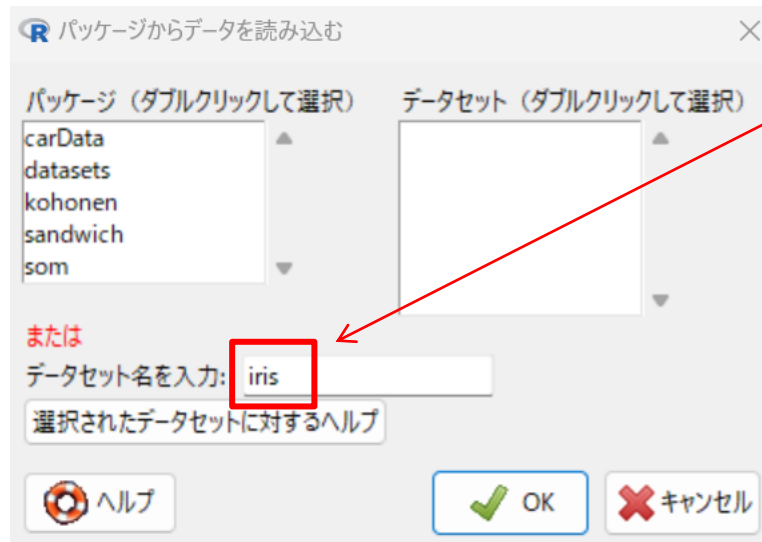 パッケージからデータを読み込む
パッケージ（ダブルクリックして選択）
データセット（ダブルクリックして選択）
carData
datasets
kohonen
sandwich
som
または
データセット名を入力: iris
選択されたデータセットに対するヘルプ
ヘルプ
OK
キャンセル